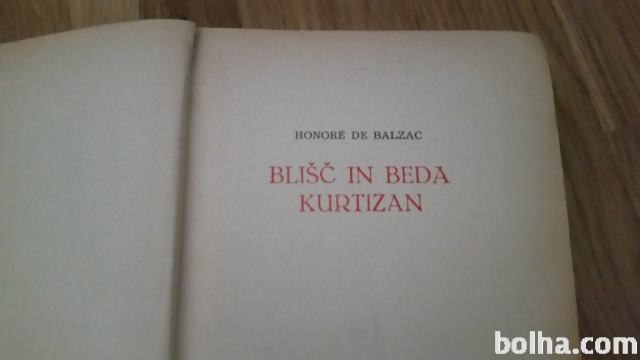 HONORÉ DE BALZAC
BLIŠČ IN BEDA
KURTIZAN
bolha.com